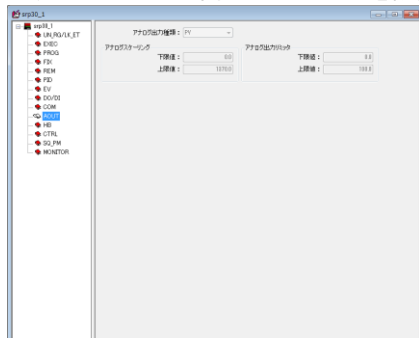 srp30_1
srp30_1
UN_RG/LK_ET
EXEC
PROG
FIX
REM
PID
EV
DO/DI
COM
AOUT
HB
CTRL
SQ_PM
MONITOR
アナログ出力種類： PV
アナログスケーリング
下限値： 0.0
上限値： 1370.0
アナログ出力リミッタ
下限値： 0.0
上限値： 100.0